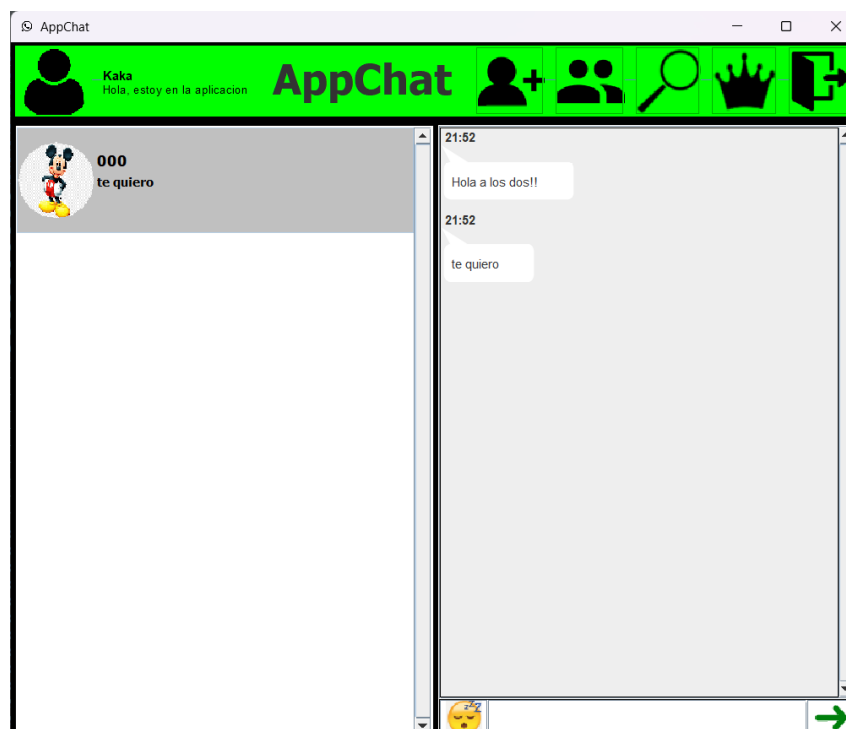 AppChat
Kaka
Hola, estoy en la aplicacion
AppChat
000
te quiero
21:52
Hola a los dos!!
21:52
te quiero